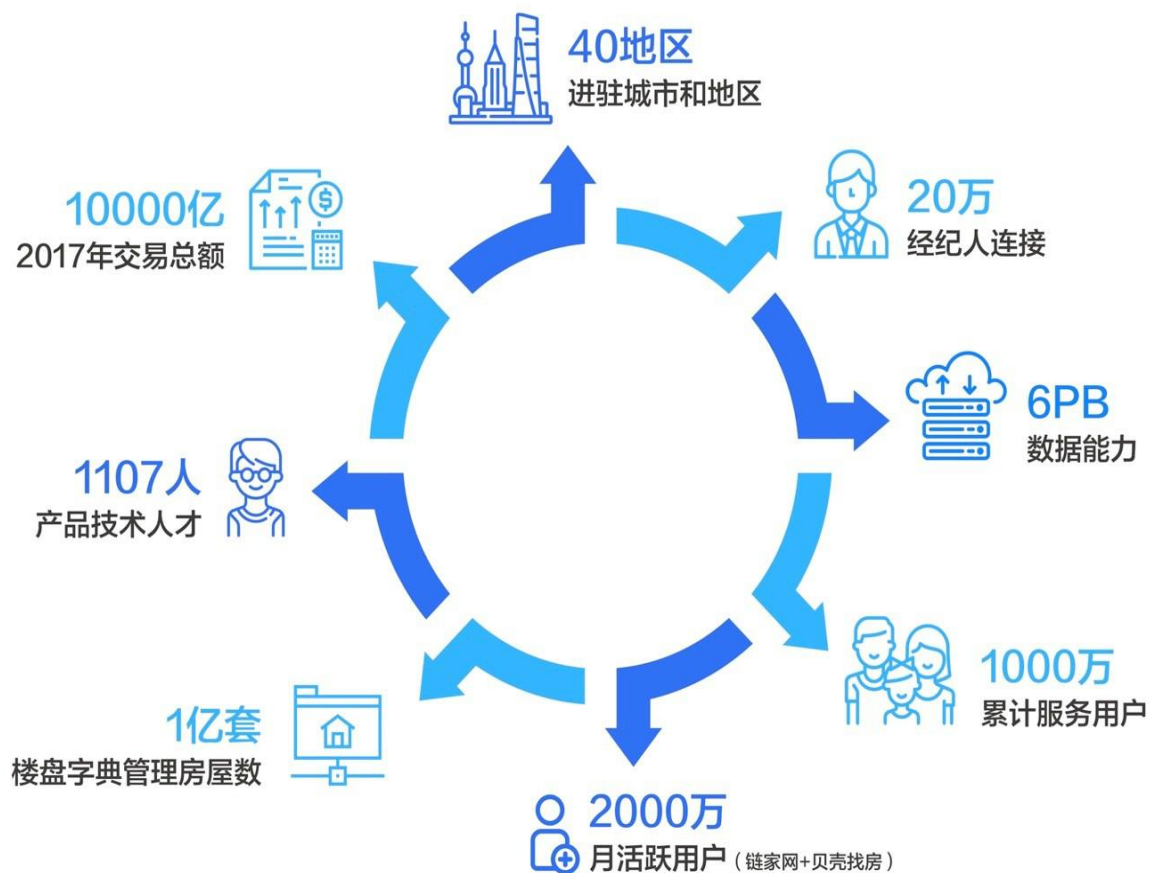 40地区
进驻城市和地区
20万
经纪人连接
6PB
数据能力
1000万
累计服务用户
2000万
月活跃用户（链家网+贝壳找房）
1亿套
楼盘字典管理房屋数
1107人
产品技术人才
10000亿
2017年交易总额
$